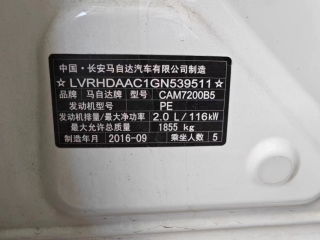 中国·长安马自达汽车有限公司制造
☆LVRHDAAC1GN539511☆
品牌 马自达牌 型号 CAM7200B5
发动机型号 PE
发动机排量/最大净功率 2.0 L/116kW
最大允许总质量 1855 kg
制造年月 2016-09 乘坐人数 5